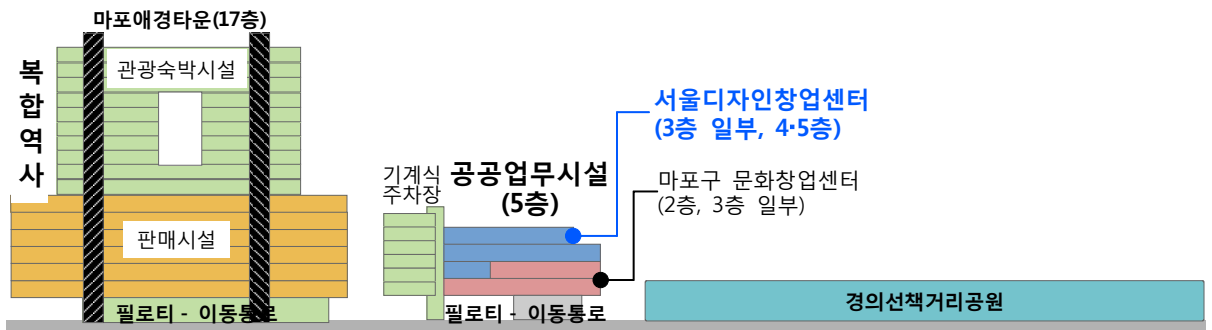 마포애경타운(17층)
복합역사
관광숙박시설
판매시설
필로티 - 이동통로
기계식
주차장
공공업무시설
(5층)
서울디자인창업센터
(3층 일부, 4·5층)
마포구 문화창업센터
(2층, 3층 일부)
필로티 - 이동통로
경의선책거리공원